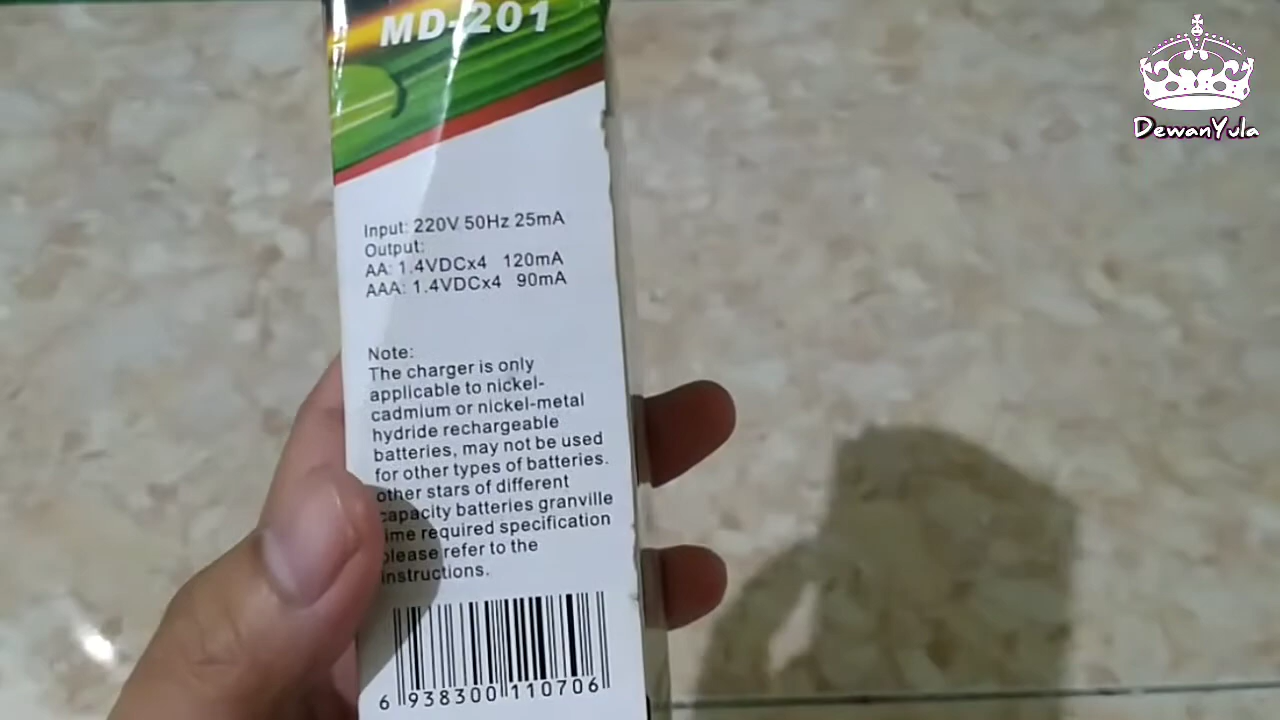 MD-201
DewanYula
Input: 220V 50Hz 25mA
Output:
AA: 1.4VDCx4 120mA
AAA: 1.4VDCx4 90mA
Note:
The charger is only
applicable to nickel-
cadmium or nickel-metal
hydride rechargeable
batteries, may not be used
for other types of batteries.
other stars of different
capacity batteries granville
time required specification
please refer to the
instructions.
6 938300 110706